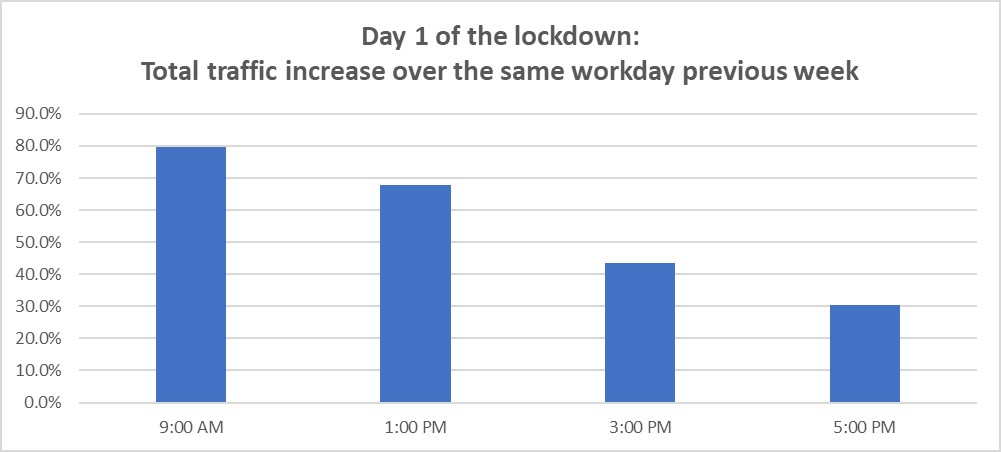 Day 1 of the lockdown:
Total traffic increase over the same workday previous week
90.0%
80.0%
70.0%
60.0%
50.0%
40.0%
30.0%
20.0%
10.0%
0.0%
9:00 AM
1:00 PM
3:00 PM
5:00 PM